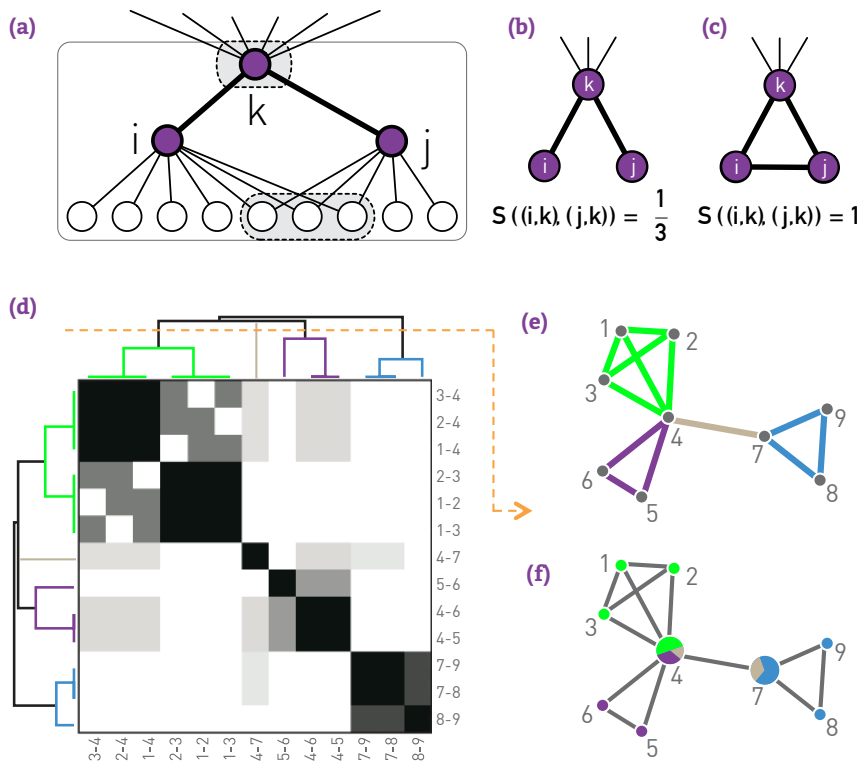 (a)
k
i
j
(b)
k
i
j
S ((i,k), (j,k)) = 1
3
(c)
k
i
j
S ((i,k), (j,k)) = 1
(d)
3-4
2-4
1-4
2-3
1-2
1-3
4-7
5-6
4-6
4-5
7-9
7-8
8-9
3-4
2-4
1-4
2-3
1-2
1-3
4-7
5-6
4-6
4-5
7-9
7-8
8-9
(e)
1
2
3
4
9
7
6
8
5
(f)
1
2
3
9
4
7
6
8
5